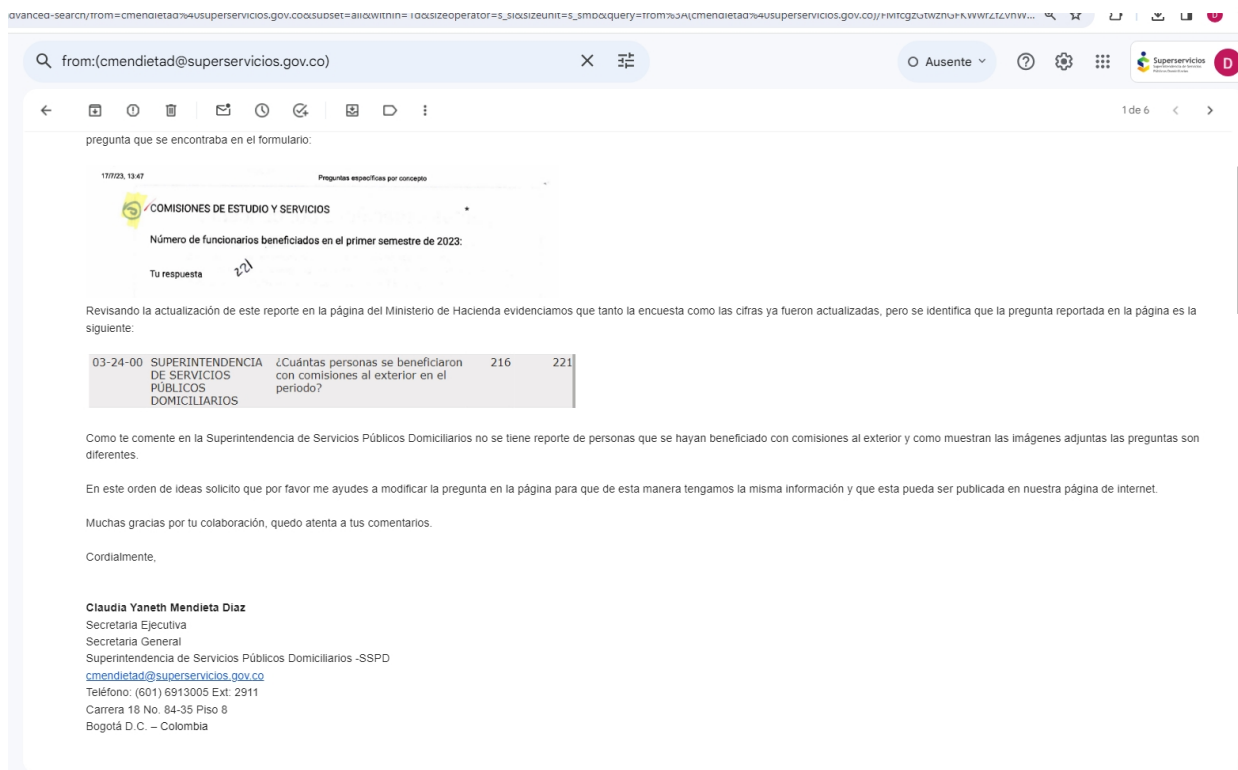 from:(cmendietad@superservicios.gov.co)
Ausente
Superservicios
D
1 de 6
pregunta que se encontraba en el formulario:
17/7/23, 13:47 Preguntas específicas por concepto
COMISIONES DE ESTUDIO Y SERVICIOS *
Número de funcionarios beneficiados en el primer semestre de 2023:
Tu respuesta 221
Revisando la actualización de este reporte en la página del Ministerio de Hacienda evidenciamos que tanto la encuesta como las cifras ya fueron actualizadas, pero se identifica que la pregunta reportada en la página es la
siguiente:
03-24-00 SUPERINTENDENCIA ¿Cuántas personas se beneficiaron 216 221
DE SERVICIOS con comisiones al exterior en el
PÚBLICOS periodo?
DOMICILIARIOS
Como te comente en la Superintendencia de Servicios Públicos Domiciliarios no se tiene reporte de personas que se hayan beneficiado con comisiones al exterior y como muestran las imágenes adjuntas las preguntas son
diferentes.
En este orden de ideas solicito que por favor me ayudes a modificar la pregunta en la página para que de esta manera tengamos la misma información y que esta pueda ser publicada en nuestra página de internet.
Muchas gracias por tu colaboración, quedo atenta a tus comentarios.
Cordialmente,
Claudia Yaneth Mendieta Diaz
Secretaria Ejecutiva
Secretaria General
Superintendencia de Servicios Públicos Domiciliarios -SSPD
cmendietad@superservicios.gov.co
Teléfono: (601) 6913005 Ext: 2911
Carrera 18 No. 84-35 Piso 8
Bogotá D.C. – Colombia